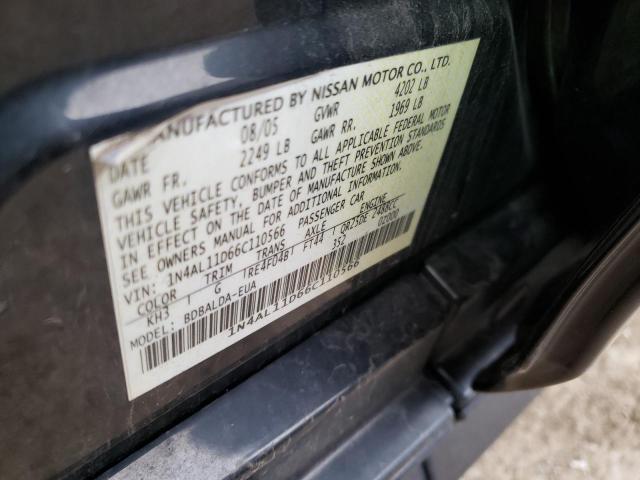 MANUFACTURED BY NISSAN MOTOR CO., LTD.
DATE 08/05 GVWR 4202 LB
GAWR FR. 2249 LB GAWR RR. 1969 LB
THIS VEHICLE CONFORMS TO ALL APPLICABLE FEDERAL MOTOR
VEHICLE SAFETY, BUMPER AND THEFT PREVENTION STANDARDS
IN EFFECT ON THE DATE OF MANUFACTURE SHOWN ABOVE.
SEE OWNERS MANUAL FOR ADDITIONAL INFORMATION.
VIN: 1N4AL11D66C110566 PASSENGER CAR
COLOR TRIM TRANS AXLE ENGINE
KH3 G RE4F04B FT44 QR25DE 2488CC
MODEL: BDBALDA-EUA 352
1N4AL11D66C110566